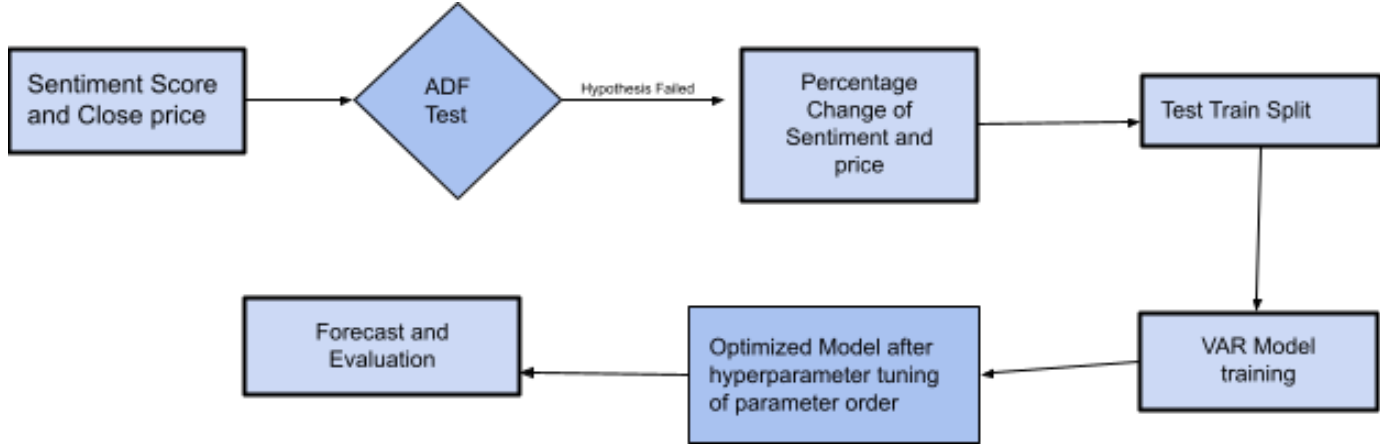 Sentiment Score
and Close price
ADF
Test
Hypothesis Failed
Percentage
Change of
Sentiment and
price
Test Train Split
VAR Model
training
Optimized Model after
hyperparameter tuning
of parameter order
Forecast and
Evaluation